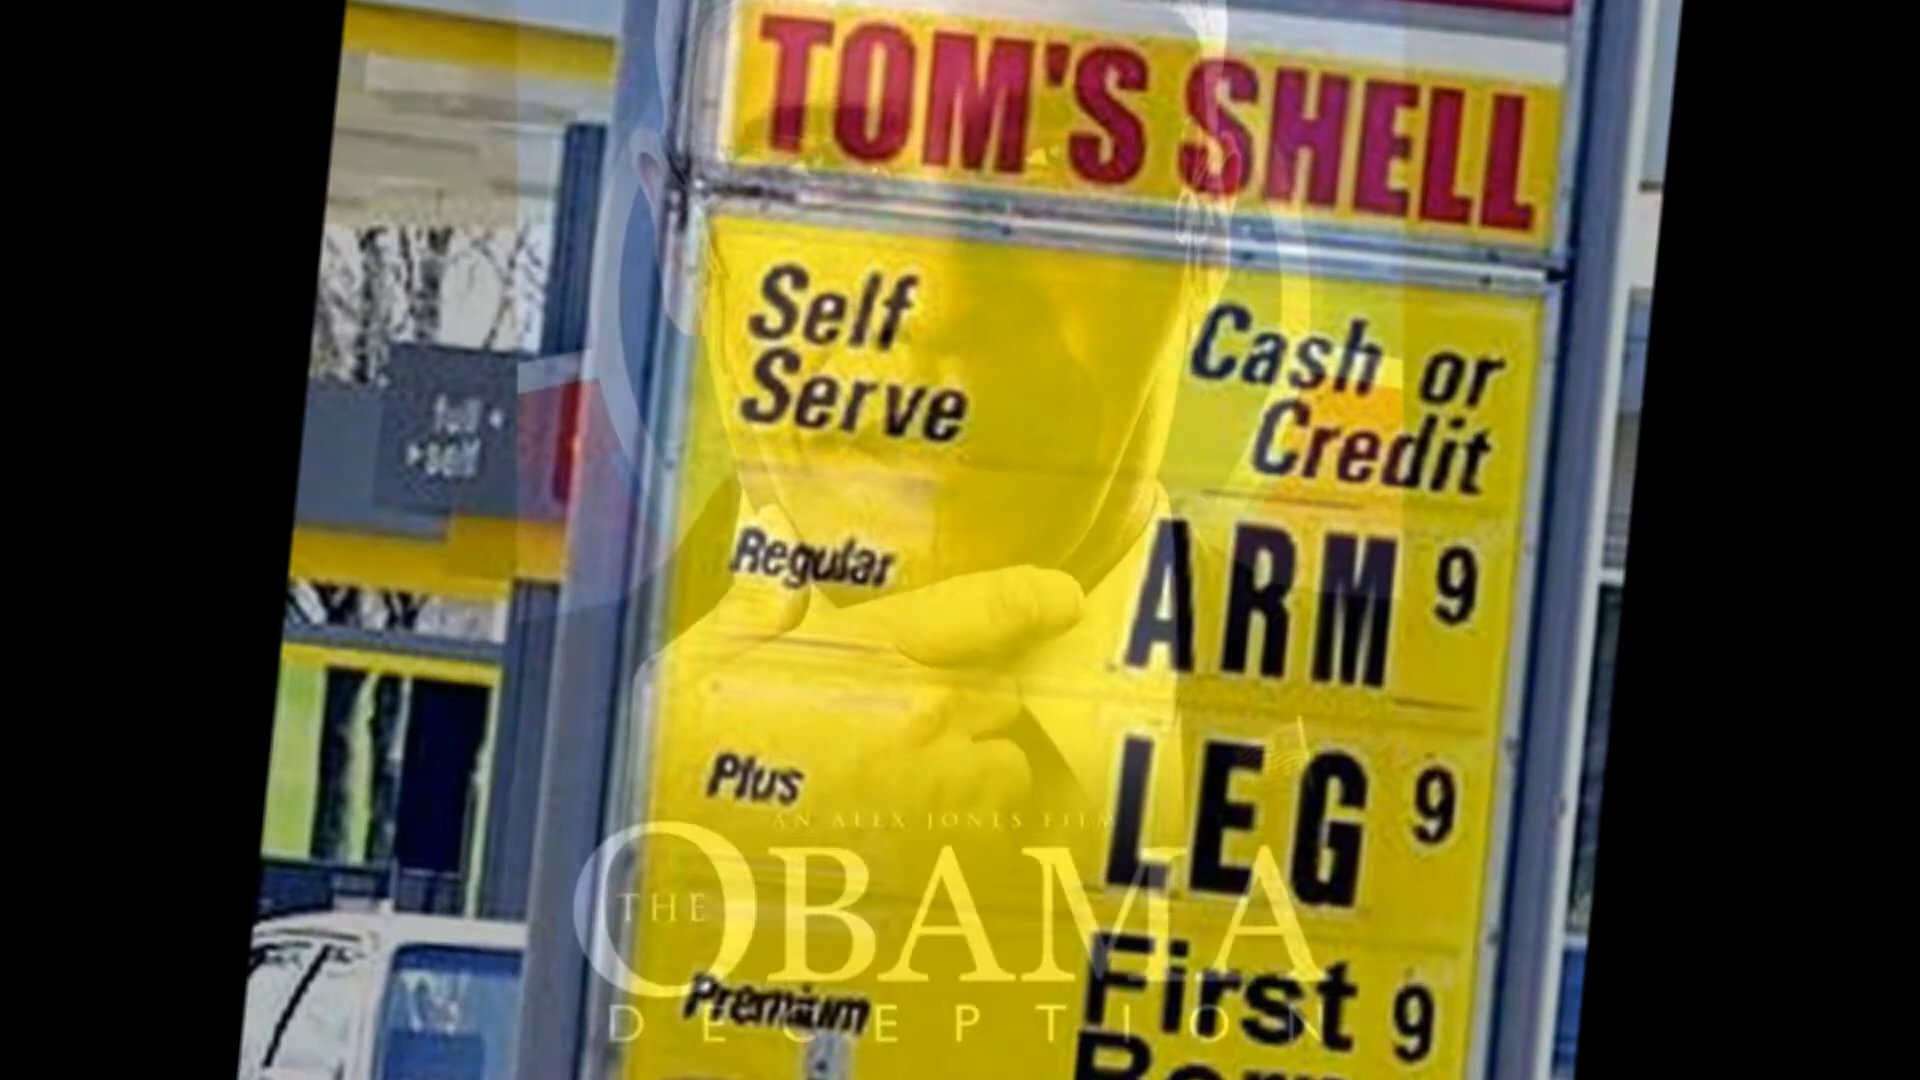 TOM'S SHELL
Self
Serve
Cash or
Credit
full
self
Regular
ARM 9
Plus
LEG 9
AN ALEX JONES FILM
THE OBAMA
DECEPTION
Premium
First 9
Born